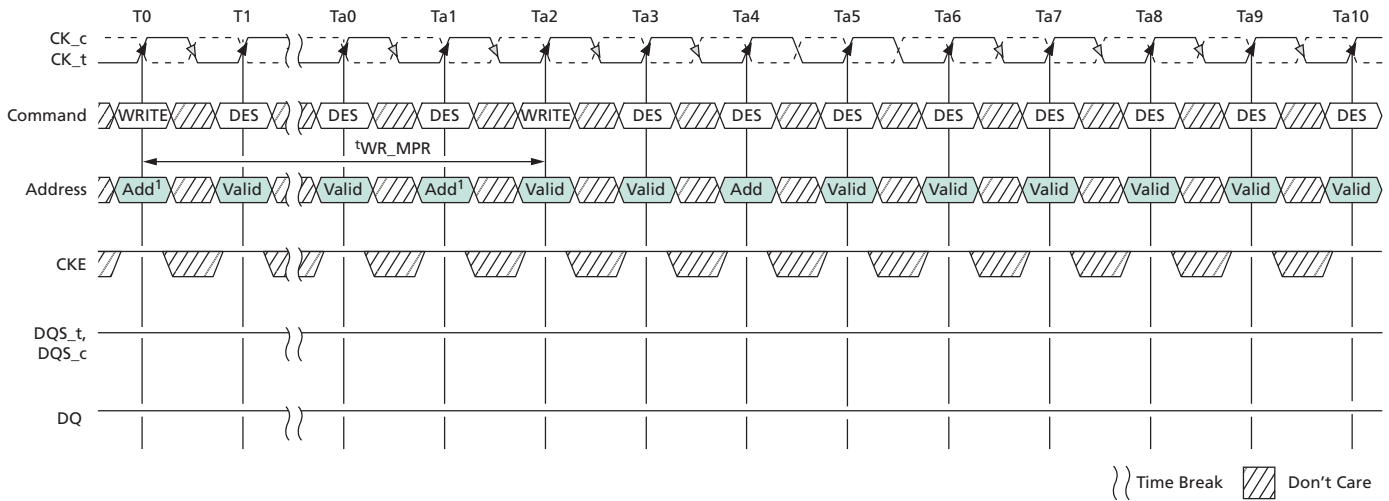 T0 T1 Ta0 Ta1 Ta2 Ta3 Ta4 Ta5 Ta6 Ta7 Ta8 Ta9 Ta10
CK_c
CK_t
Command WRITE DES DES DES WRITE DES DES DES DES DES DES DES DES
tWR_MPR
Address Add1 Valid Valid Add1 Valid Valid Add Valid Valid Valid Valid Valid Valid
CKE
DQS_t,
DQS_c
DQ
Time Break Don't Care